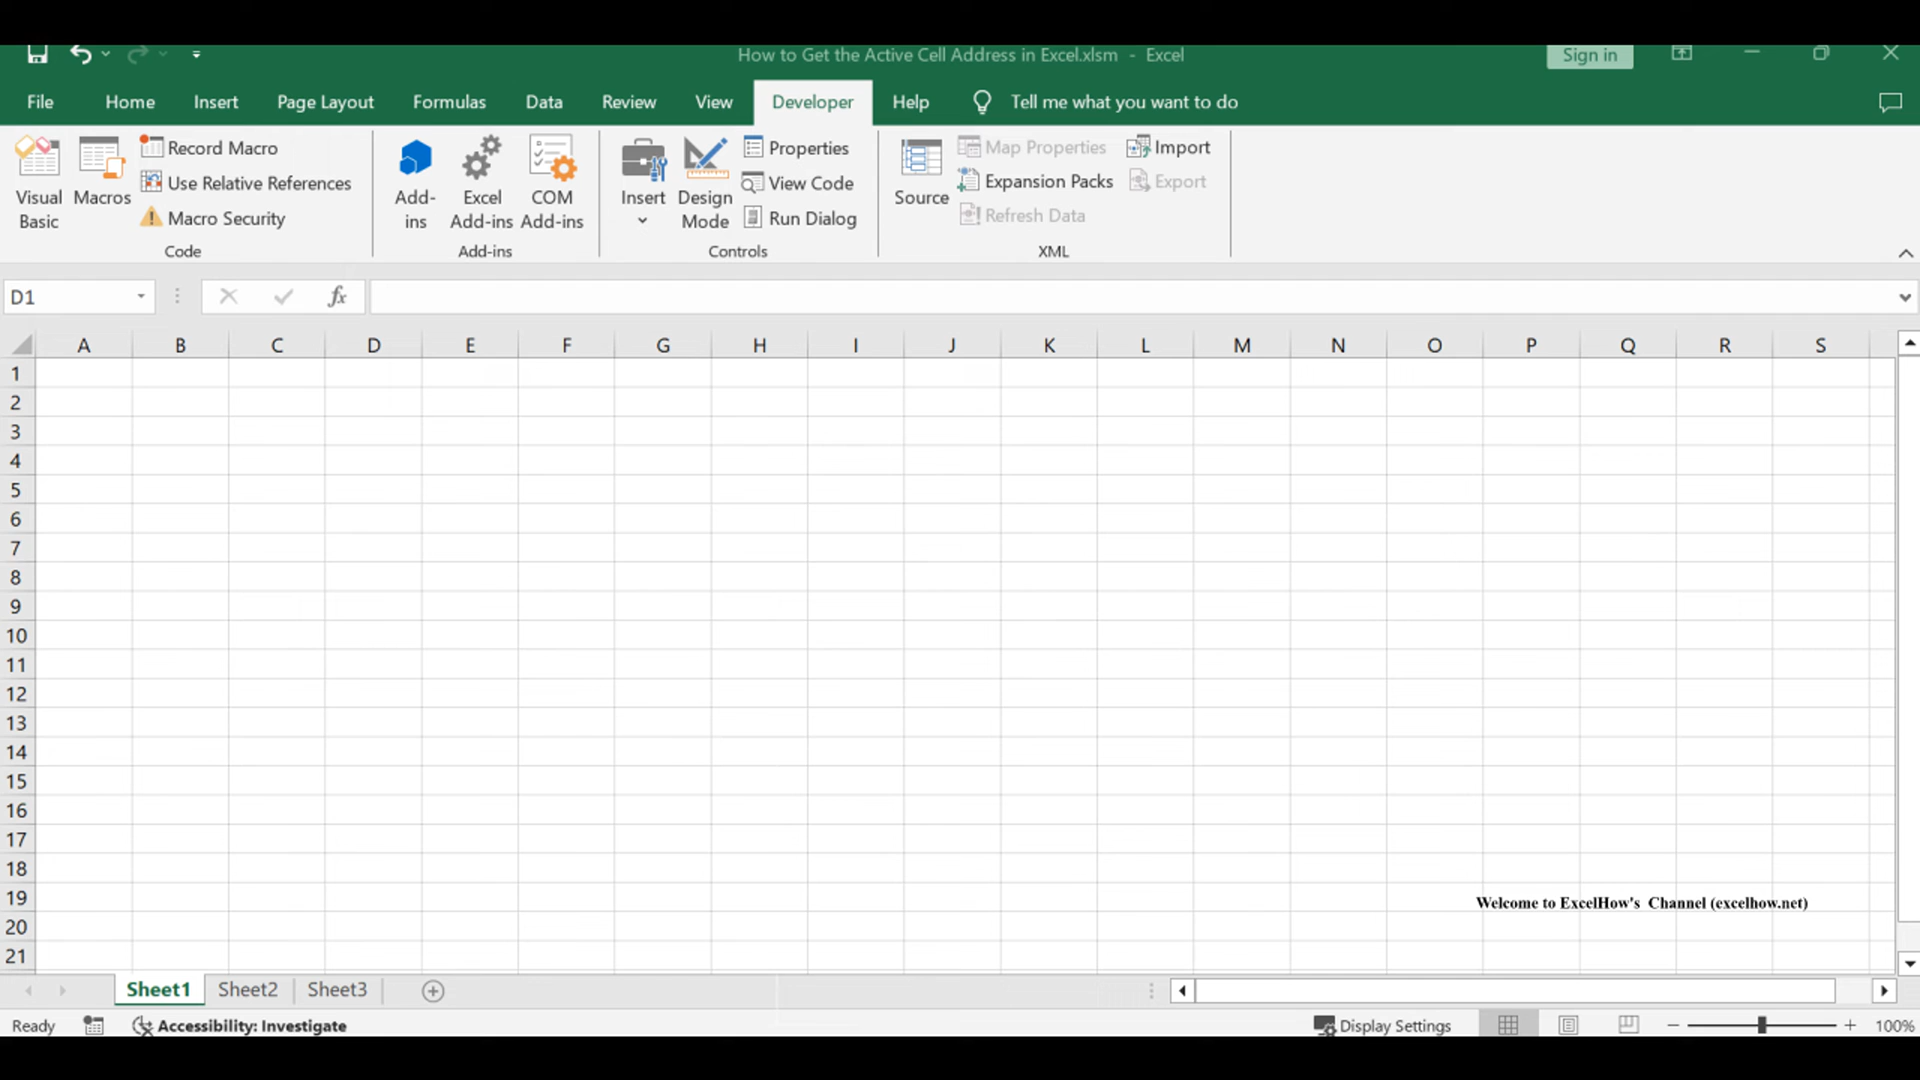 How to Get the Active Cell Address in Excel.xlsm - Excel
Sign in
File Home Insert Page Layout Formulas Data Review View Developer Help Tell me what you want to do
Visual Basic
Macros
Record Macro
Use Relative References
Macro Security
Code
Add-ins
Excel Add-ins
COM Add-ins
Add-ins
Insert
Design Mode
Properties
View Code
Run Dialog
Controls
Source
Map Properties
Expansion Packs
Refresh Data
Import
Export
XML
D1
fx
A B C D E F G H I J K L M N O P Q R S
1
2
3
4
5
6
7
8
9
10
11
12
13
14
15
16
17
18
19
Welcome to ExcelHow's Channel (excelhow.net)
20
21
Sheet1 Sheet2 Sheet3
Ready
Accessibility: Investigate
Display Settings
100%